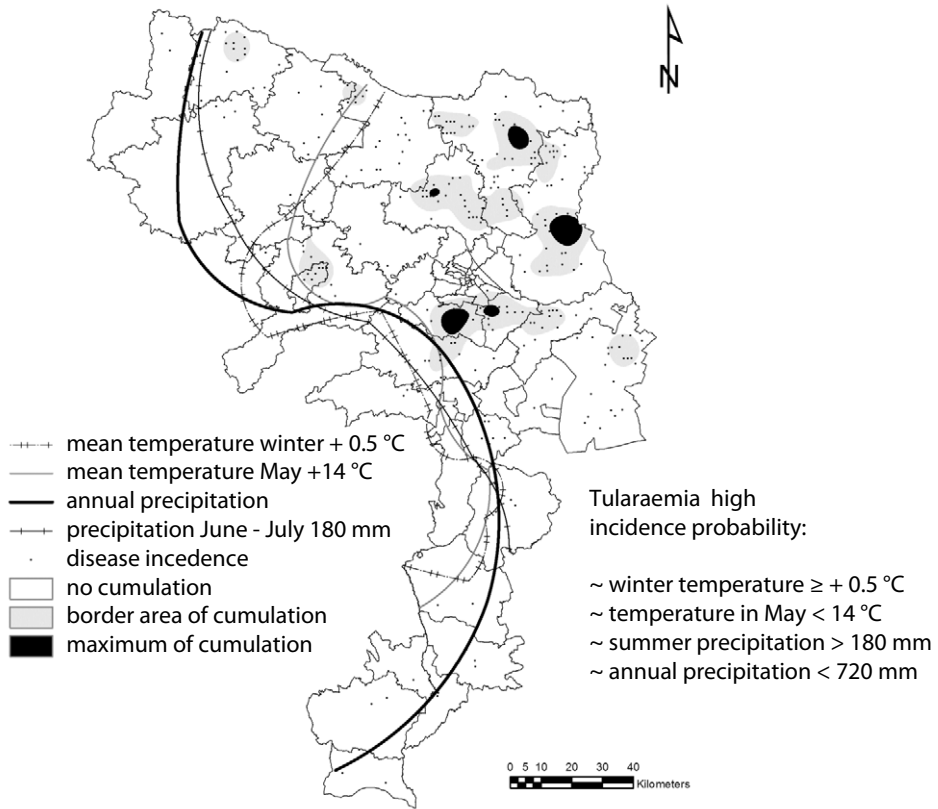 N
mean temperature winter + 0.5 °C
mean temperature May +14 °C
annual precipitation
precipitation June - July 180 mm
disease incedence
no cumulation
border area of cumulation
maximum of cumulation
Tularaemia high
incidence probability:
~ winter temperature ≥ + 0.5 °C
~ temperature in May < 14 °C
~ summer precipitation > 180 mm
~ annual precipitation < 720 mm
0 5 10 20 30 40
Kilometers